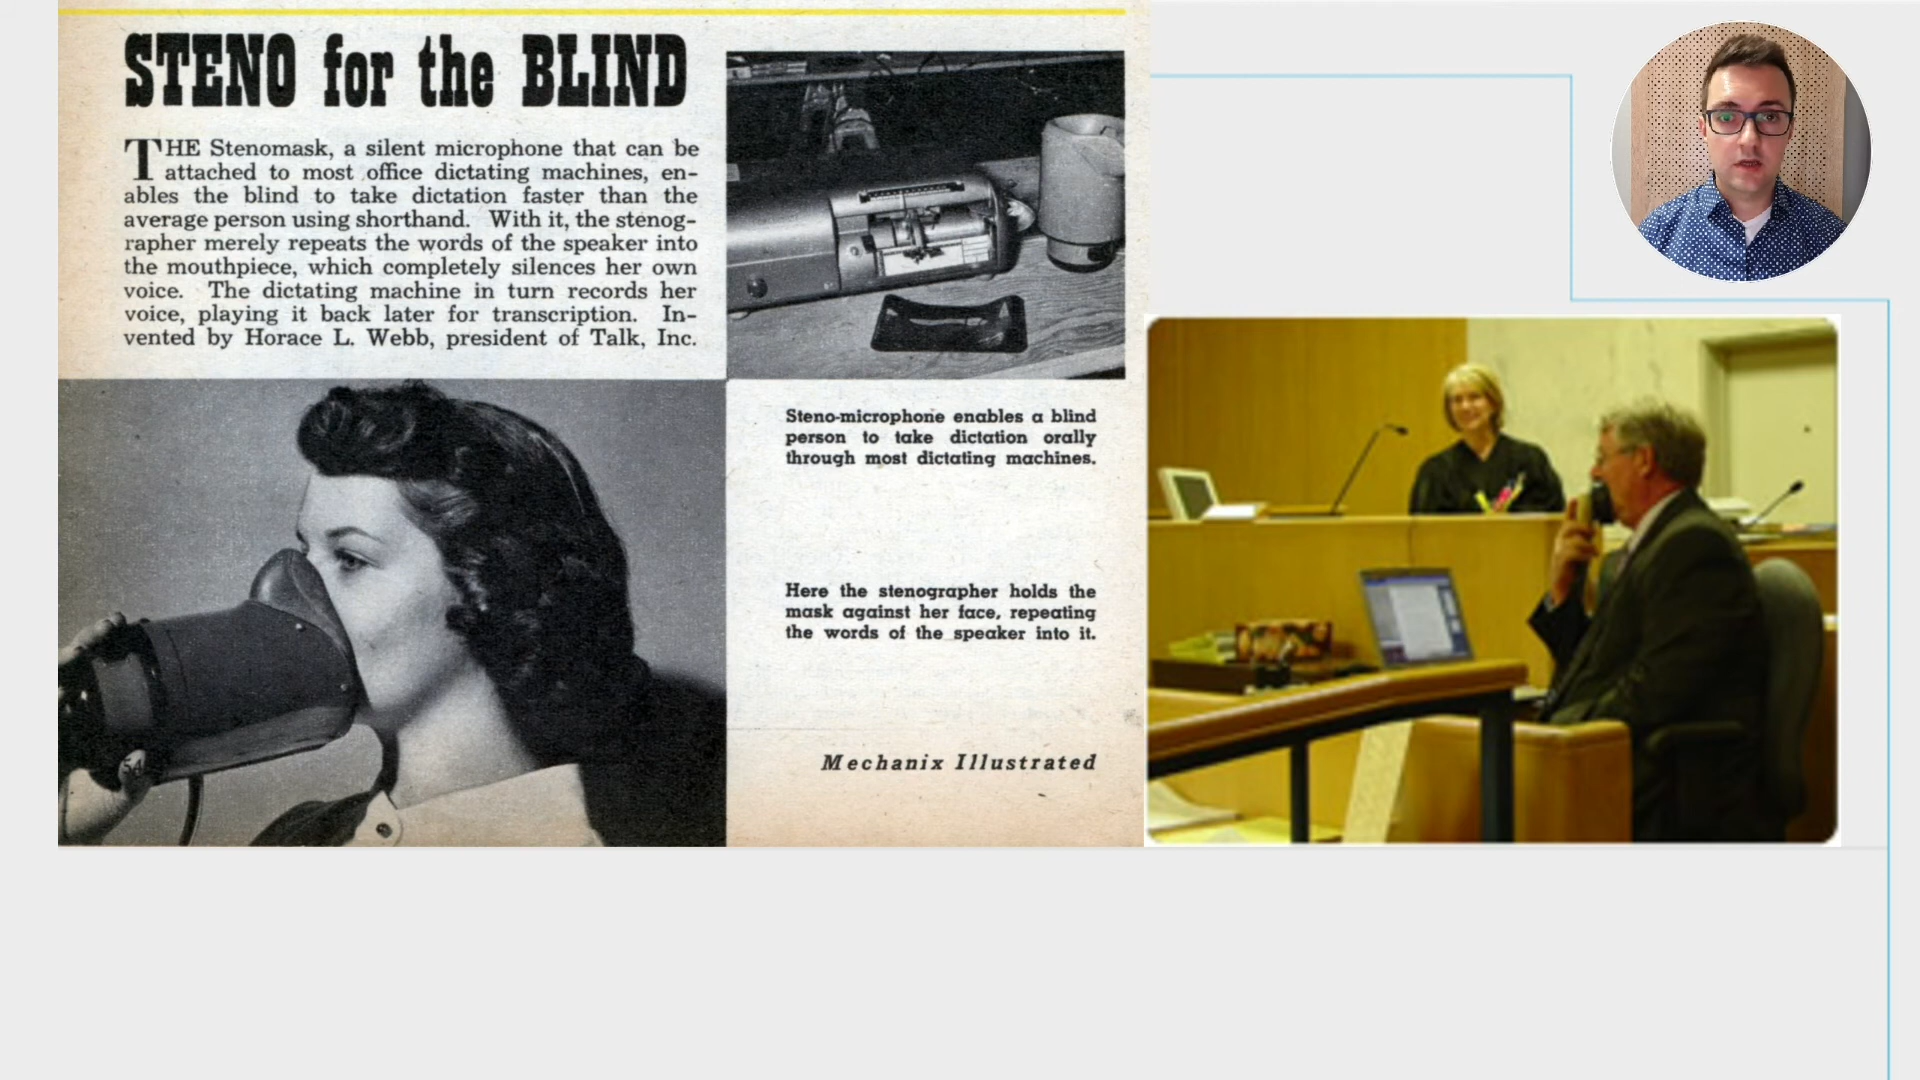 STENO for the BLIND
THE Stenomask, a silent microphone that can be
attached to most office dictating machines, en-
ables the blind to take dictation faster than the
average person using shorthand. With it, the stenog-
rapher merely repeats the words of the speaker into
the mouthpiece, which completely silences her own
voice. The dictating machine in turn records her
voice, playing it back later for transcription. In-
vented by Horace L. Webb, president of Talk, Inc.
Steno-microphone enables a blind
person to take dictation orally
through most dictating machines.
Here the stenographer holds the
mask against her face, repeating
the words of the speaker into it.
54
Mechanix Illustrated